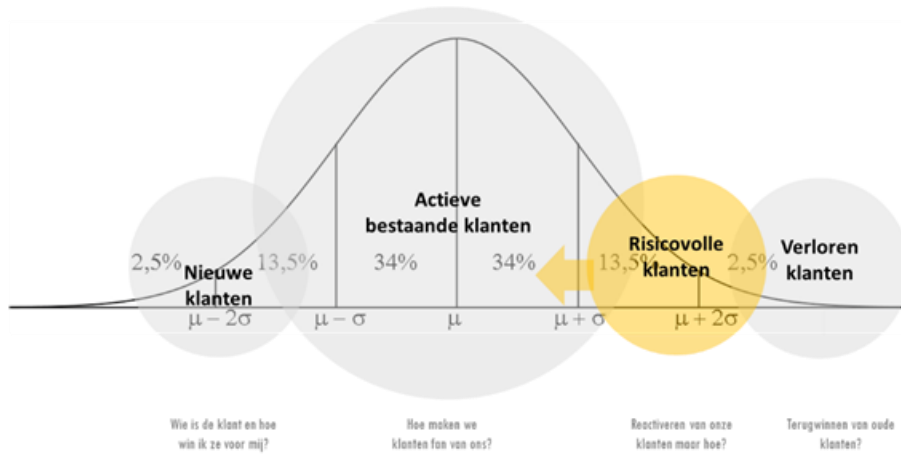 Actieve
bestaande klanten
Nieuwe
klanten
Risicovolle
klanten
Verloren
klanten
2,5%
13,5%
34%
34%
13,5%
2,5%
μ − 2σ
μ − σ
μ
μ + σ
μ + 2σ
Wie is de klant en hoe
win ik ze voor mij?
Hoe maken we
klanten fan van ons?
Reactiveren van onze
klanten maar hoe?
Terugwinnen van oude
klanten?